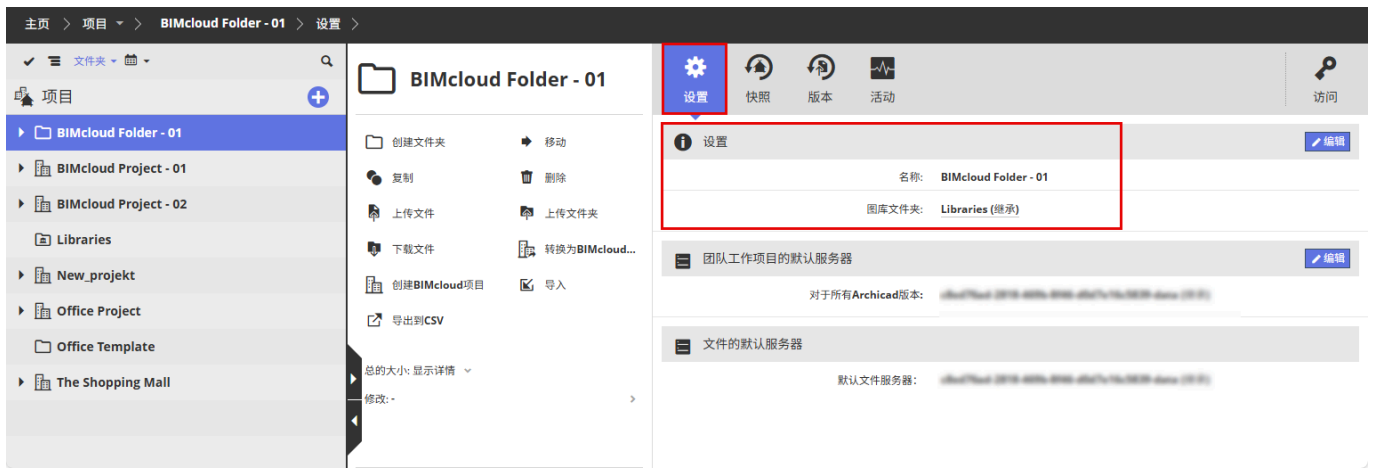 主页 > 项目 > BIMcloud Folder - 01 > 设置 >
文件夹
项目
BIMcloud Folder - 01
BIMcloud Project - 01
BIMcloud Project - 02
Libraries
New_projekt
Office Project
Office Template
The Shopping Mall
BIMcloud Folder - 01
创建文件夹 移动
复制 删除
上传文件 上传文件夹
下载文件 转换为BIMcloud...
创建BIMcloud项目 导入
导出到CSV
总的大小: 显示详情
修改: -
设置 快照 版本 活动 访问
设置 编辑
名称: BIMcloud Folder - 01
图库文件夹: Libraries (继承)
团队工作项目的默认服务器 编辑
对于所有Archicad版本:
文件的默认服务器
默认文件服务器: